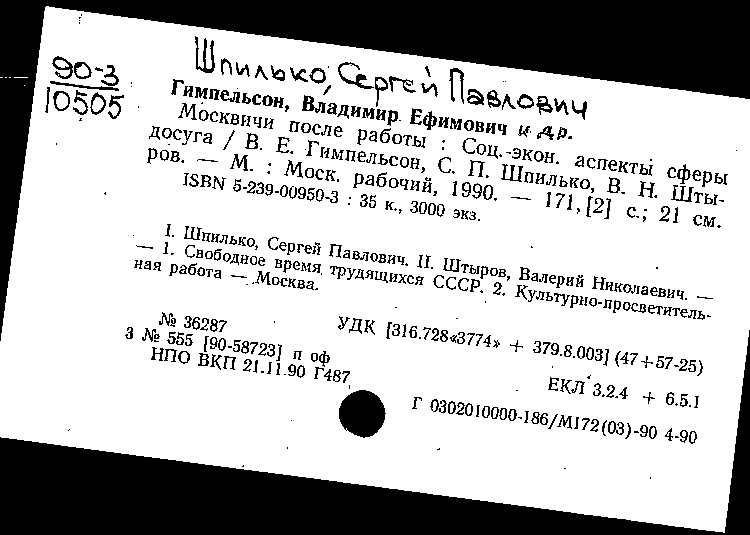 Шпилько, Сергей Павлович
90-3
10505
Гимпельсон, Владимир Ефимович и др.
Москвичи после работы : Соц.-экон. аспекты сферы
досуга / В. Е. Гимпельсон, С. П. Шпилько, В. Н. Шты-
ров. — М. : Моск. рабочий, 1990. — 171, [2] с.; 21 см.
ISBN 5-239-00950-3 : 35 к., 3000 экз.
I. Шпилько, Сергей Павлович. II. Штыров, Валерий Николаевич. —
— 1. Свободное время трудящихся СССР. 2. Культурно-просветитель-
ная работа — Москва.
№ 36287
УДК [316.728«3774» + 379.8.003] (47+57-25)
3 № 555 [90-58723] п оф
НПО ВКП 21.11.90 Г487
ЕКЛ 3.2.4 + 6.5.1
Г 0302010000-186/М172(03)-90 4-90